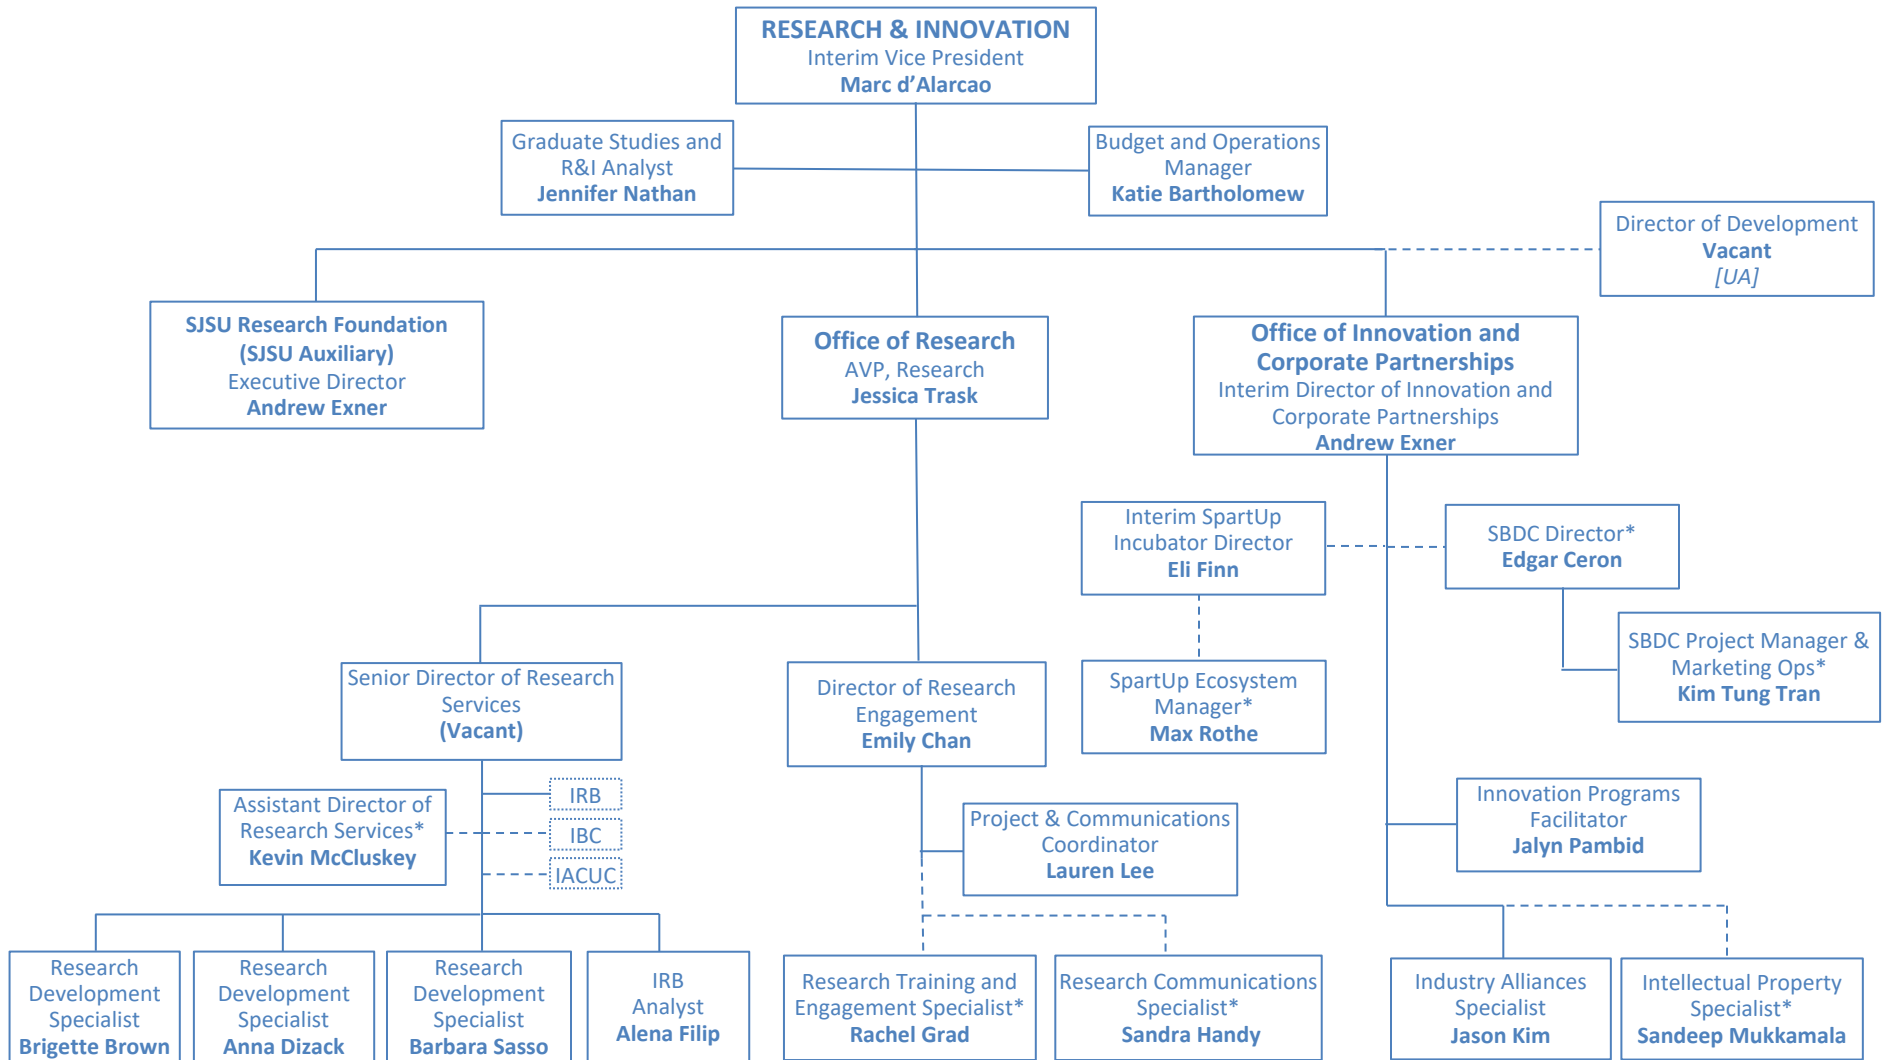 RESEARCH & INNOVATION
Interim Vice President
Marc d’Alarcao
Graduate Studies and
R&I Analyst
Jennifer Nathan
Budget and Operations
Manager
Katie Bartholomew
Director of Development
Vacant
[UA]
SJSU Research Foundation
(SJSU Auxiliary)
Executive Director
Andrew Exner
Office of Research
AVP, Research
Jessica Trask
Office of Innovation and
Corporate Partnerships
Interim Director of Innovation and
Corporate Partnerships
Andrew Exner
Interim SpartUp
Incubator Director
Eli Finn
SBDC Director*
Edgar Ceron
SBDC Project Manager &
Marketing Ops*
Kim Tung Tran
Senior Director of Research
Services
(Vacant)
Director of Research
Engagement
Emily Chan
SpartUp Ecosystem
Manager*
Max Rothe
Assistant Director of
Research Services*
Kevin McCluskey
IRB
IBC
IACUC
Project & Communications
Coordinator
Lauren Lee
Innovation Programs
Facilitator
Jalyn Pambid
Research
Development
Specialist
Brigette Brown
Research
Development
Specialist
Anna Dizack
Research
Development
Specialist
Barbara Sasso
IRB
Analyst
Alena Filip
Research Training and
Engagement Specialist*
Rachel Grad
Research Communications
Specialist*
Sandra Handy
Industry Alliances
Specialist
Jason Kim
Intellectual Property
Specialist*
Sandeep Mukkamala